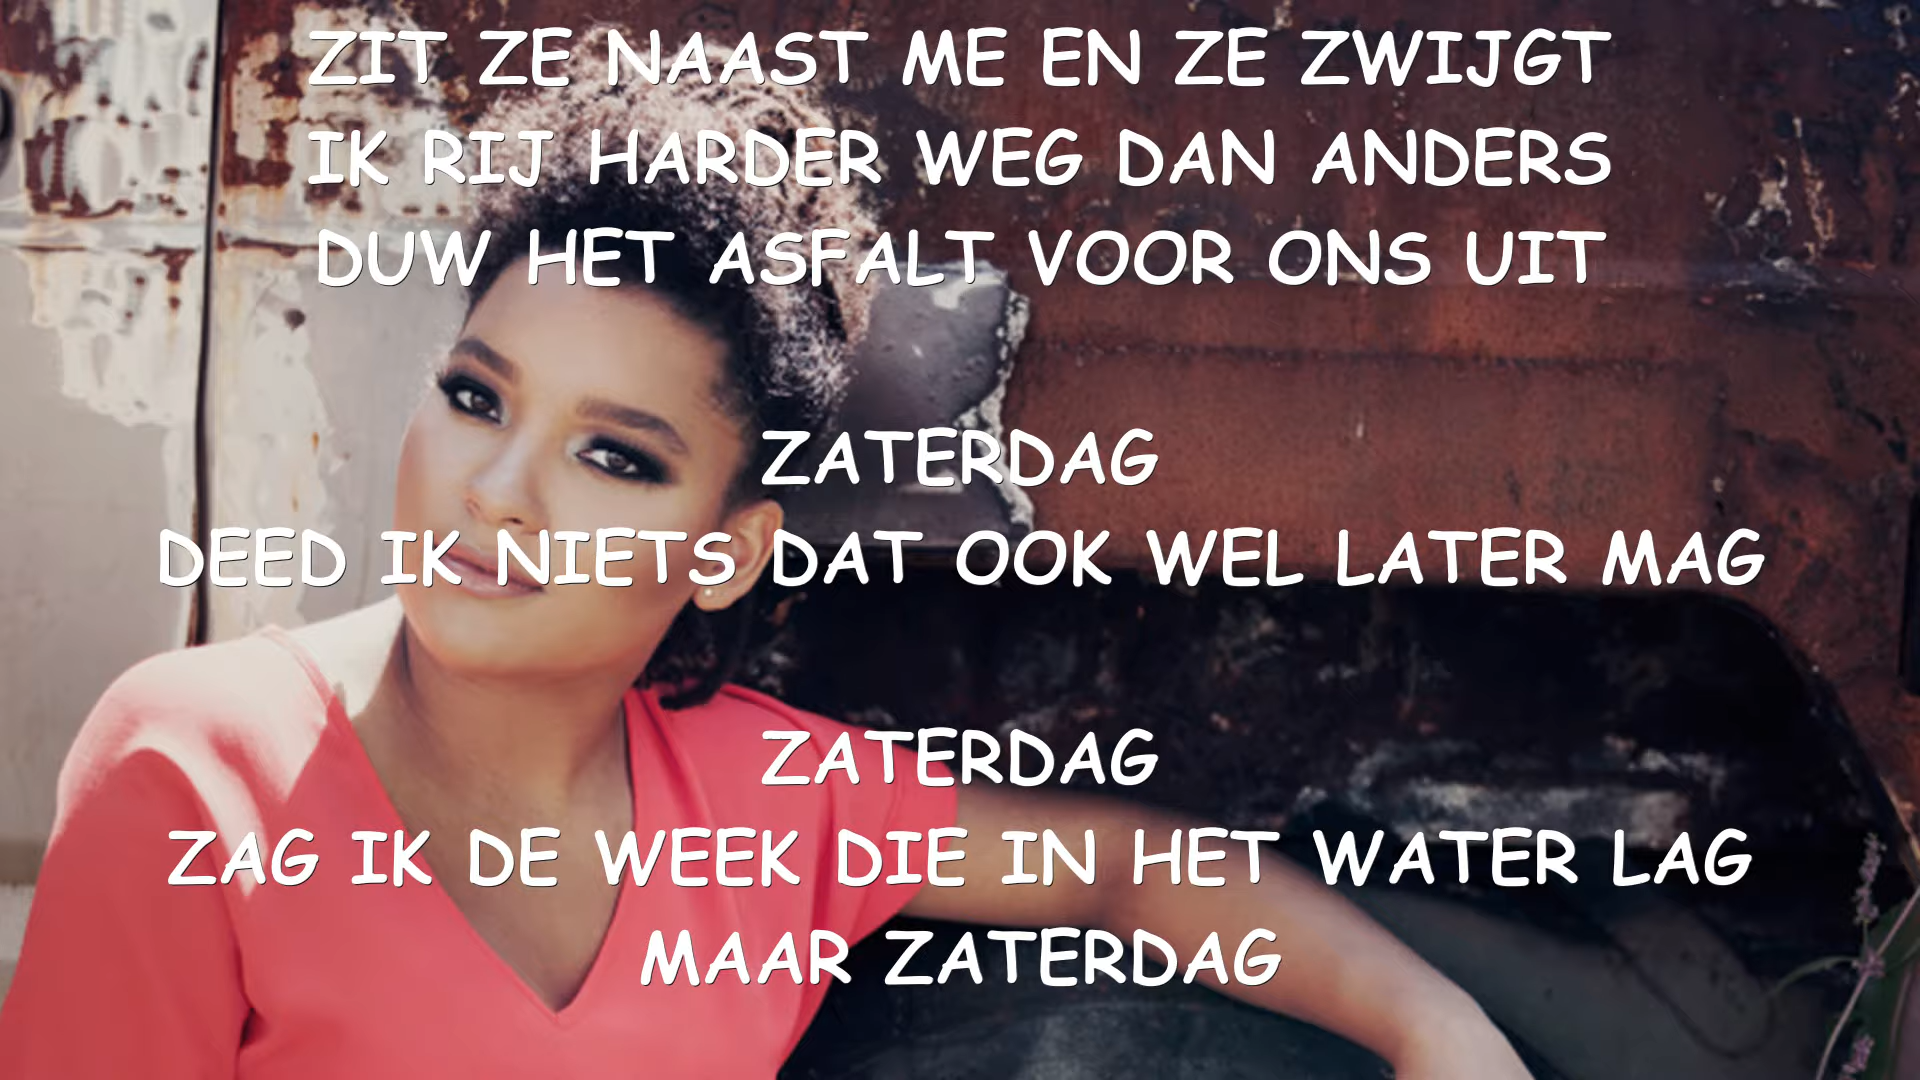 ZIT ZE NAAST ME EN ZE ZWIJGT
IK RIJ HARDER WEG DAN ANDERS
DUW HET ASFALT VOOR ONS UIT
ZATERDAG
DEED IK NIETS DAT OOK WEL LATER MAG
ZATERDAG
ZAG IK DE WEEK DIE IN HET WATER LAG
MAAR ZATERDAG